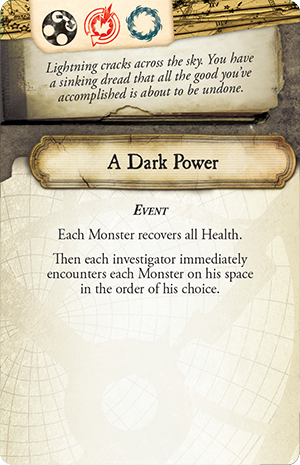 Lightning cracks across the sky. You have
a sinking dread that all the good you've
accomplished is about to be undone.
A Dark Power
Event
Each Monster recovers all Health.
Then each investigator immediately
encounters each Monster on his space
in the order of his choice.